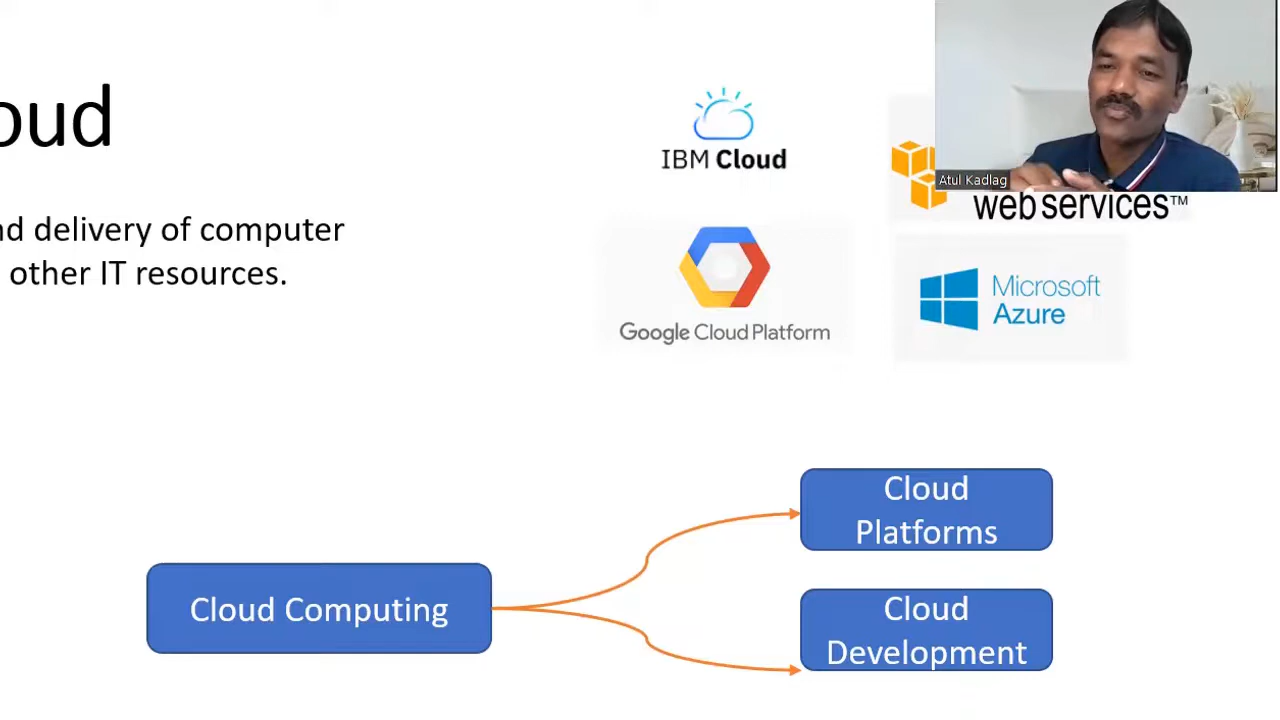 oud
nd delivery of computer
other IT resources.
IBM Cloud
web services™
Google Cloud Platform
Microsoft
Azure
Atul Kadlag
Cloud Computing
Cloud
Platforms
Cloud
Development